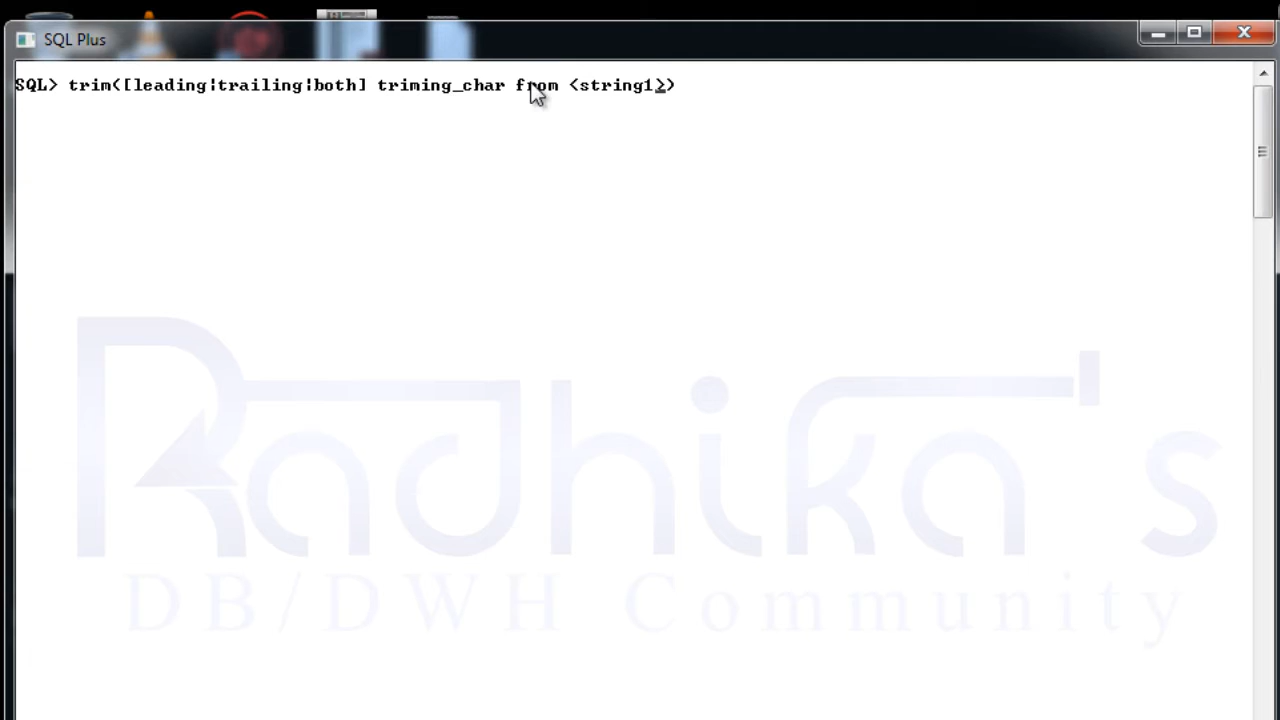 SQL Plus
SQL> trim([leading|trailing|both] triming_char from <string1>)
Radhika's
DB/DWH Community